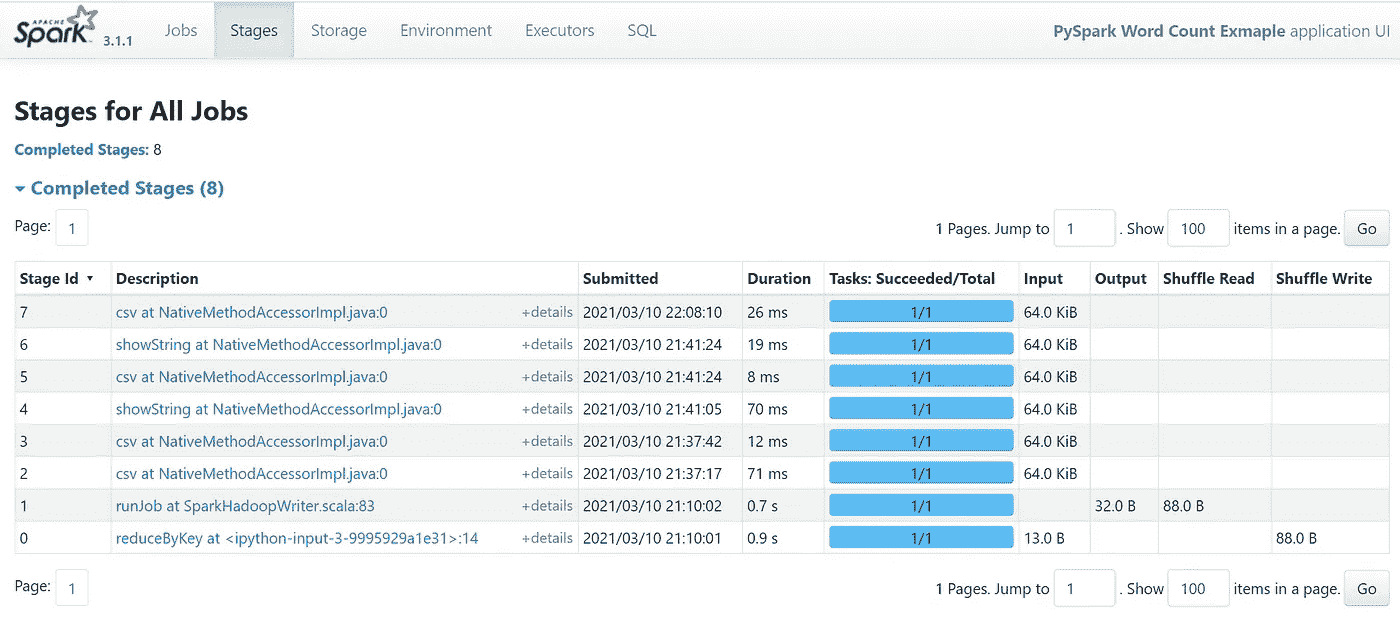 APACHE Spark 3.1.1 Jobs Stages Storage Environment Executors SQL PySpark Word Count Exmaple application UI
Stages for All Jobs
Completed Stages: 8
Completed Stages (8)
Page: 1 1 Pages. Jump to 1 . Show 100 items in a page. Go
Stage Id ▾ Description Submitted Duration Tasks: Succeeded/Total Input Output Shuffle Read Shuffle Write
7 csv at NativeMethodAccessorImpl.java:0 +details 2021/03/10 22:08:10 26 ms 1/1 64.0 KiB
6 showString at NativeMethodAccessorImpl.java:0 +details 2021/03/10 21:41:24 19 ms 1/1 64.0 KiB
5 csv at NativeMethodAccessorImpl.java:0 +details 2021/03/10 21:41:24 8 ms 1/1 64.0 KiB
4 showString at NativeMethodAccessorImpl.java:0 +details 2021/03/10 21:41:05 70 ms 1/1 64.0 KiB
3 csv at NativeMethodAccessorImpl.java:0 +details 2021/03/10 21:37:42 12 ms 1/1 64.0 KiB
2 csv at NativeMethodAccessorImpl.java:0 +details 2021/03/10 21:37:17 71 ms 1/1 64.0 KiB
1 runJob at SparkHadoopWriter.scala:83 +details 2021/03/10 21:10:02 0.7 s 1/1 32.0 B 88.0 B
0 reduceByKey at <ipython-input-3-9995929a1e31>:14 +details 2021/03/10 21:10:01 0.9 s 1/1 13.0 B 88.0 B
Page: 1 1 Pages. Jump to 1 . Show 100 items in a page. Go